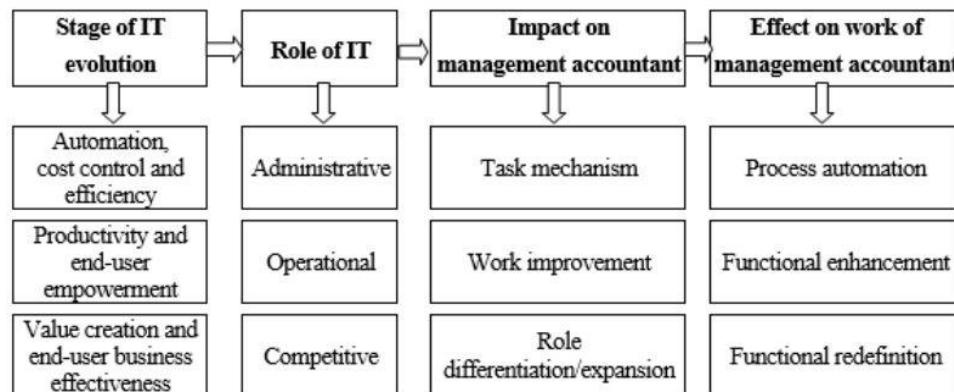 Stage of IT
evolution
Role of IT
Impact on
management accountant
Effect on work of
management accountant
Automation,
cost control and
efficiency
Administrative
Task mechanism
Process automation
Productivity and
end-user
empowerment
Operational
Work improvement
Functional enhancement
Value creation and
end-user business
effectiveness
Competitive
Role
differentiation/expansion
Functional redefinition